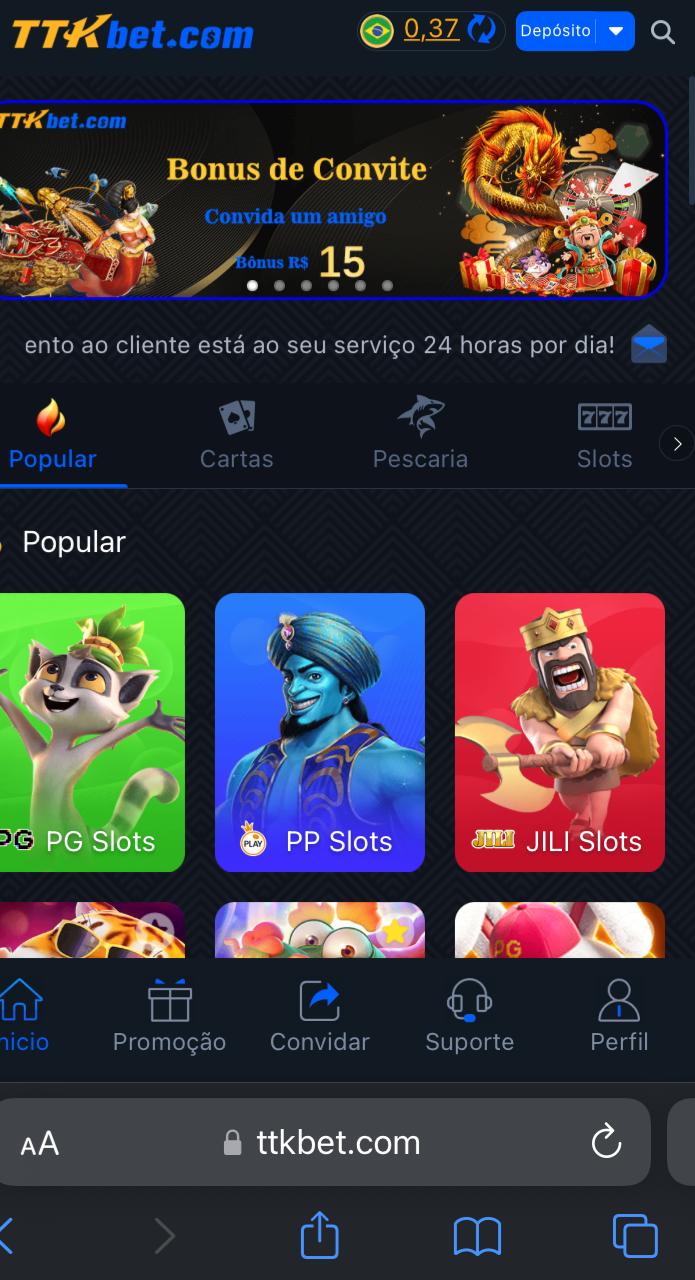 TTKbet.com
0,37
Depósito
TTKbet.com
Bonus de Convite
Convida um amigo
Bônus R$ 15
ento ao cliente está ao seu serviço 24 horas por dia!
Popular
Cartas
Pescaria
777
Slots
Popular
PG PG Slots
PLAY PP Slots
JILI JILI Slots
PG
nicio
Promoção
Convidar
Suporte
Perfil
AA
ttkbet.com